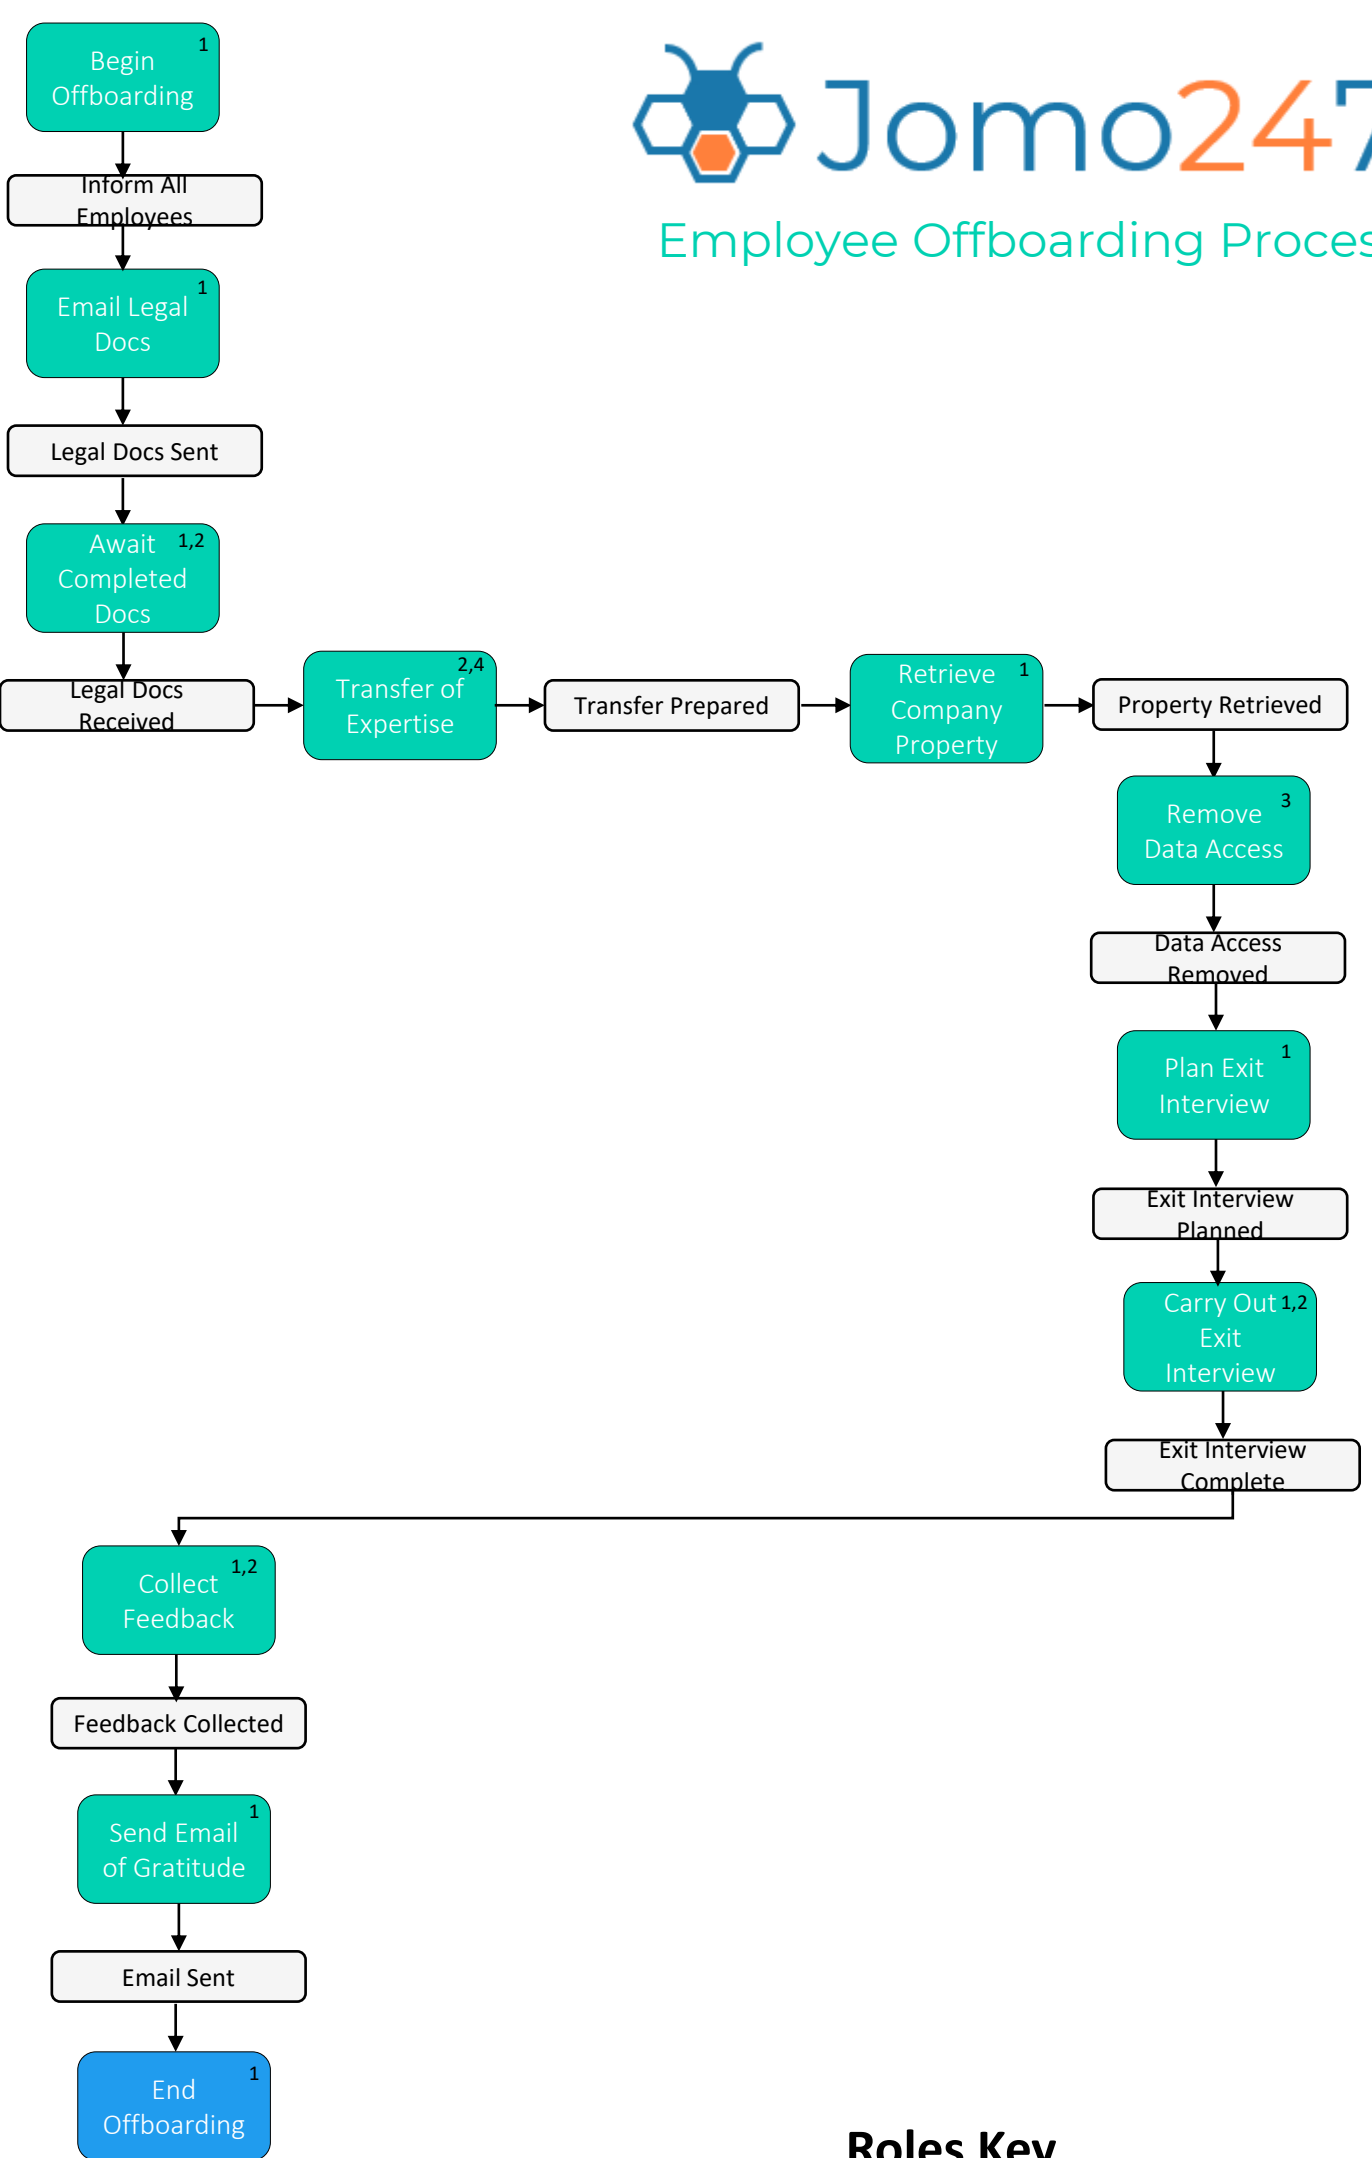 Jomo247
Employee Offboarding Proces
1
Begin
Offboarding
Inform All
Employees
1
Email Legal
Docs
Legal Docs Sent
Await 1,2
Completed
Docs
Legal Docs
Received
2,4
Transfer of
Expertise
Transfer Prepared
Retrieve 1
Company
Property
Property Retrieved
3
Remove
Data Access
Data Access
Removed
1
Plan Exit
Interview
Exit Interview
Planned
Carry Out 1,2
Exit
Interview
Exit Interview
Complete
1,2
Collect
Feedback
Feedback Collected
1
Send Email
of Gratitude
Email Sent
1
End
Offboarding
Roles Key